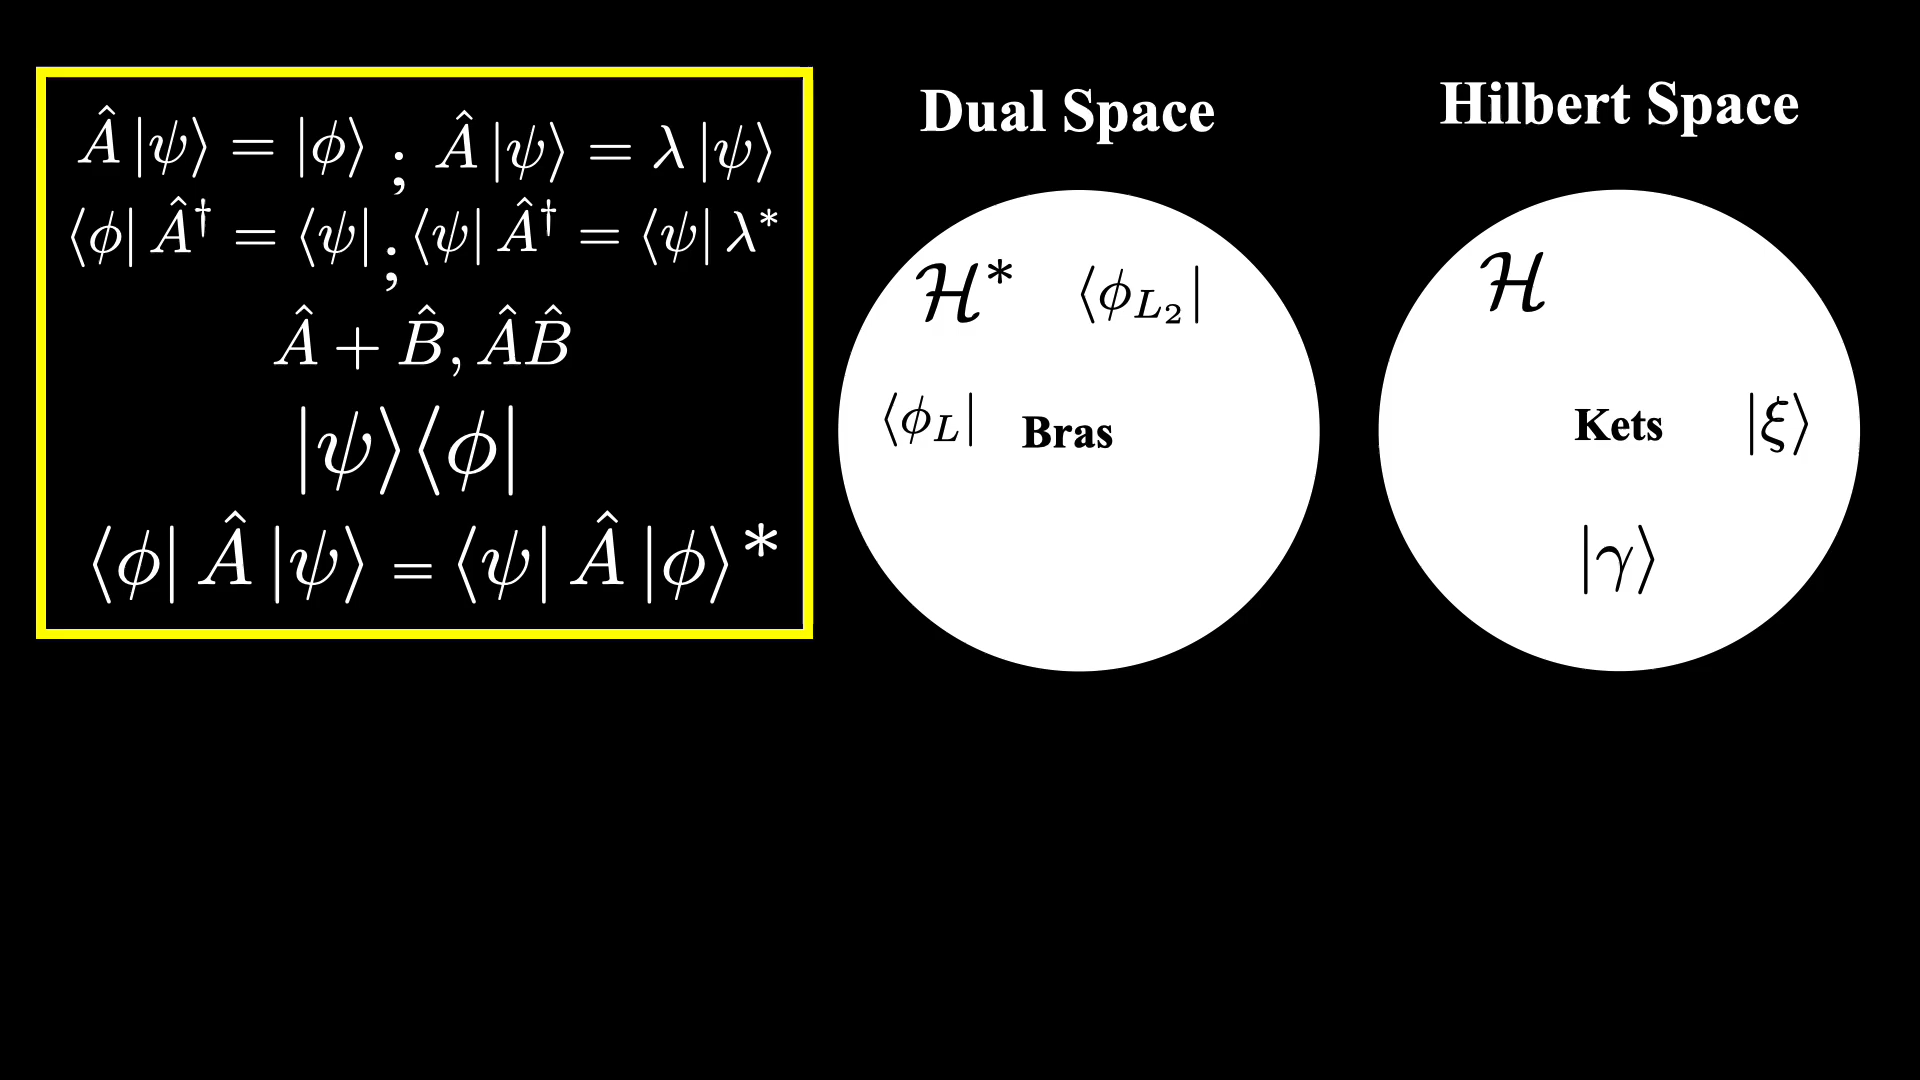 Â |ψ⟩ = |ϕ⟩ ; Â |ψ⟩ = λ |ψ⟩
⟨ϕ| Â† = ⟨ψ| ; ⟨ψ| Â† = ⟨ψ| λ*
Â + B̂, ÂB̂
|ψ⟩⟨ϕ|
⟨ϕ| Â |ψ⟩ = ⟨ψ| Â |ϕ⟩*
Dual Space
ℋ* ⟨ϕ_{L₂}|
⟨ϕ_L| Bras
Hilbert Space
ℋ
Kets |ξ⟩
|γ⟩